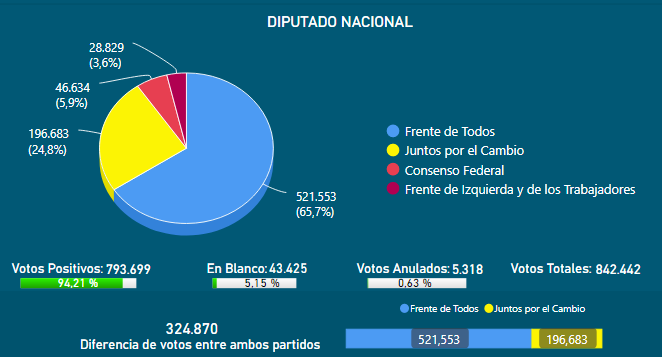 DIPUTADO NACIONAL
28.829
(3,6%)
46.634
(5,9%)
196.683
(24,8%)
521.553
(65,7%)
Frente de Todos
Juntos por el Cambio
Consenso Federal
Frente de Izquierda y de los Trabajadores
Votos Positivos: 793.699
94,21 %
En Blanco: 43.425
5,15 %
Votos Anulados: 5.318
0,63 %
Votos Totales: 842.442
324.870
Diferencia de votos entre ambos partidos
Frente de Todos Juntos por el Cambio
521,553 196,683